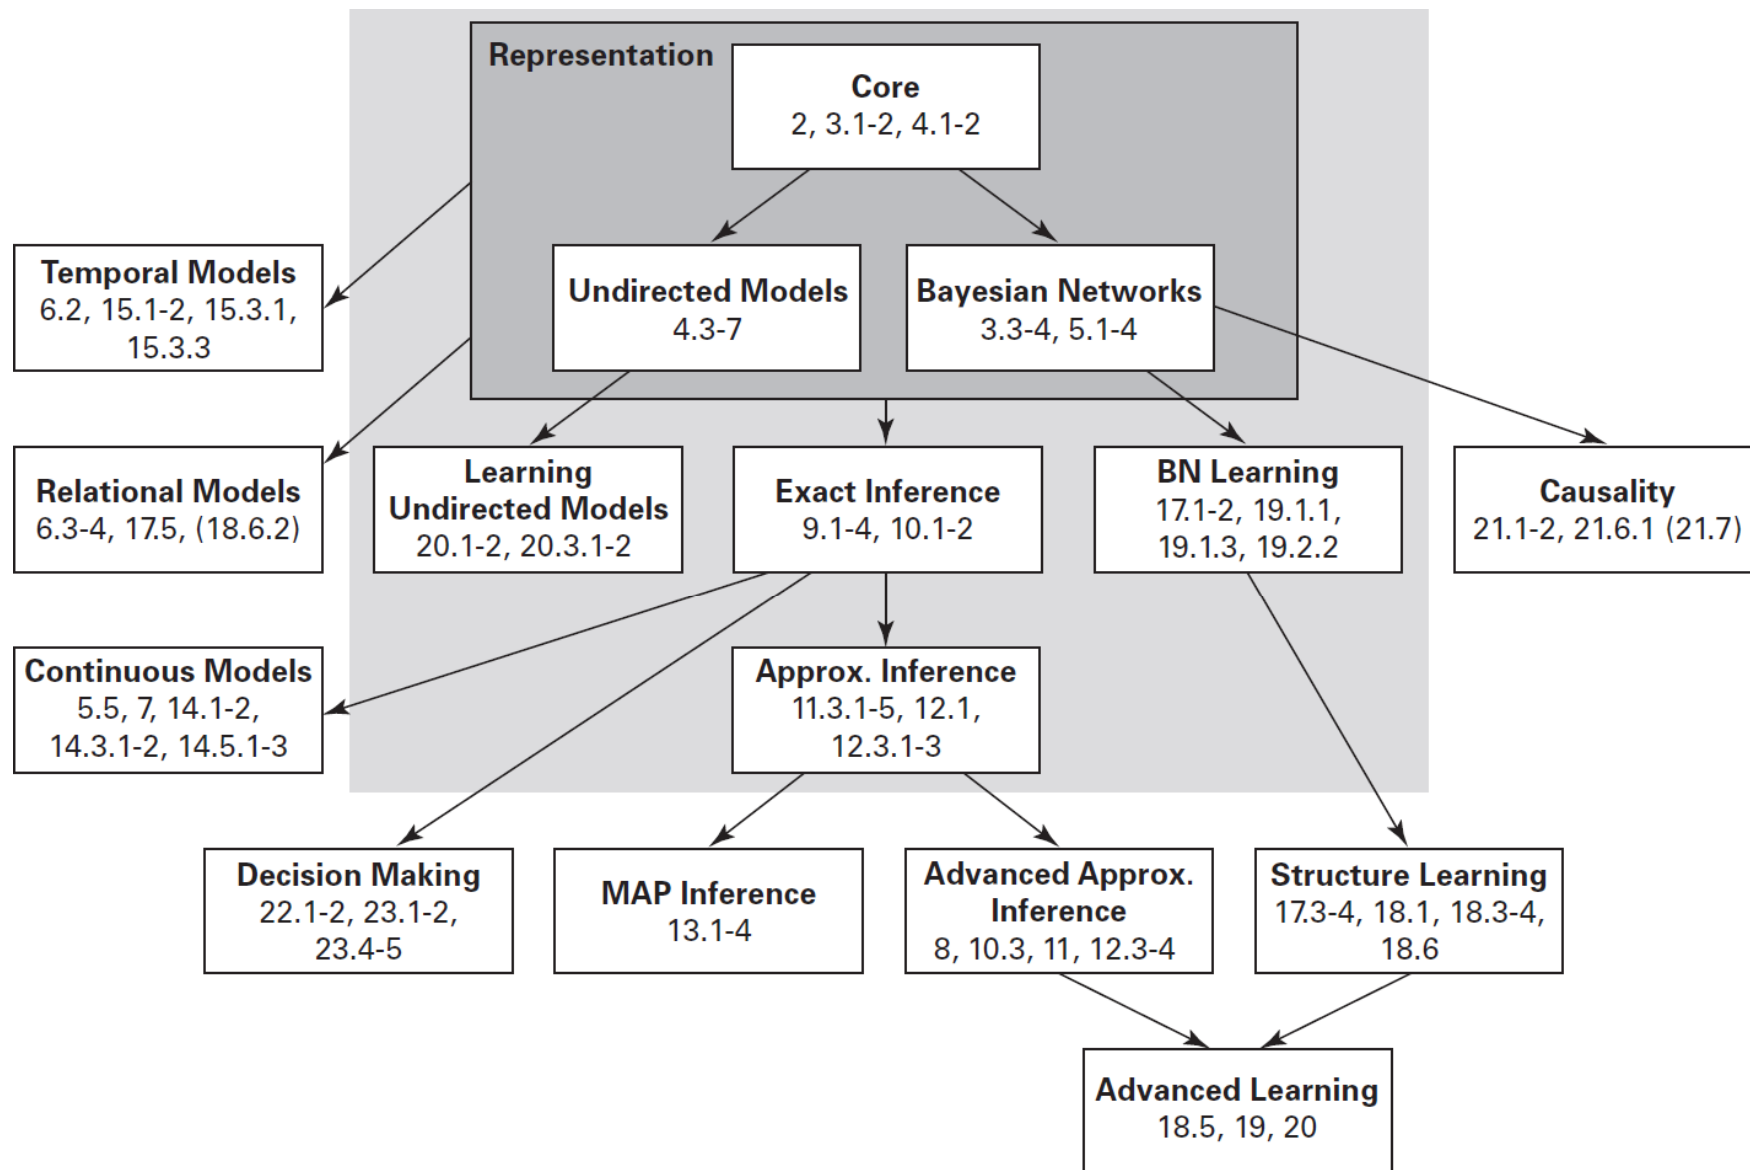 Representation
Core
2, 3.1-2, 4.1-2
Temporal Models
6.2, 15.1-2, 15.3.1,
15.3.3
Undirected Models
4.3-7
Bayesian Networks
3.3-4, 5.1-4
Relational Models
6.3-4, 17.5, (18.6.2)
Learning
Undirected Models
20.1-2, 20.3.1-2
Exact Inference
9.1-4, 10.1-2
BN Learning
17.1-2, 19.1.1,
19.1.3, 19.2.2
Causality
21.1-2, 21.6.1 (21.7)
Continuous Models
5.5, 7, 14.1-2,
14.3.1-2, 14.5.1-3
Approx. Inference
11.3.1-5, 12.1,
12.3.1-3
Decision Making
22.1-2, 23.1-2,
23.4-5
MAP Inference
13.1-4
Advanced Approx.
Inference
8, 10.3, 11, 12.3-4
Structure Learning
17.3-4, 18.1, 18.3-4,
18.6
Advanced Learning
18.5, 19, 20